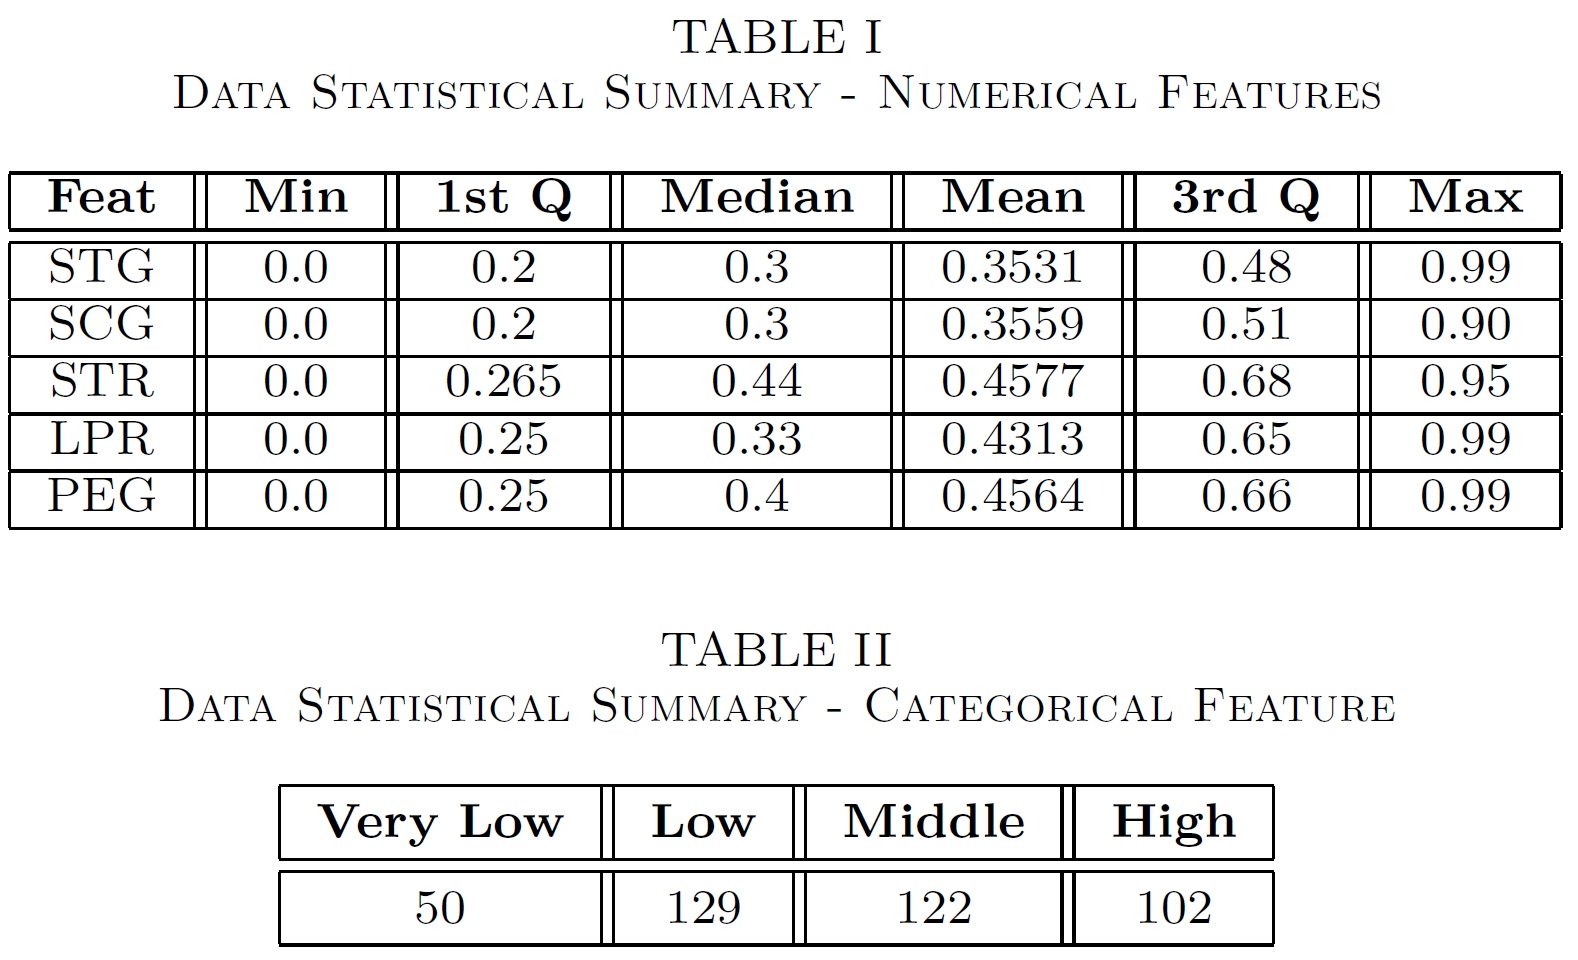 TABLE I
Data Statistical Summary - Numerical Features
Feat Min 1st Q Median Mean 3rd Q Max
STG 0.0 0.2 0.3 0.3531 0.48 0.99
SCG 0.0 0.2 0.3 0.3559 0.51 0.90
STR 0.0 0.265 0.44 0.4577 0.68 0.95
LPR 0.0 0.25 0.33 0.4313 0.65 0.99
PEG 0.0 0.25 0.4 0.4564 0.66 0.99
TABLE II
Data Statistical Summary - Categorical Feature
Very Low Low Middle High
50 129 122 102